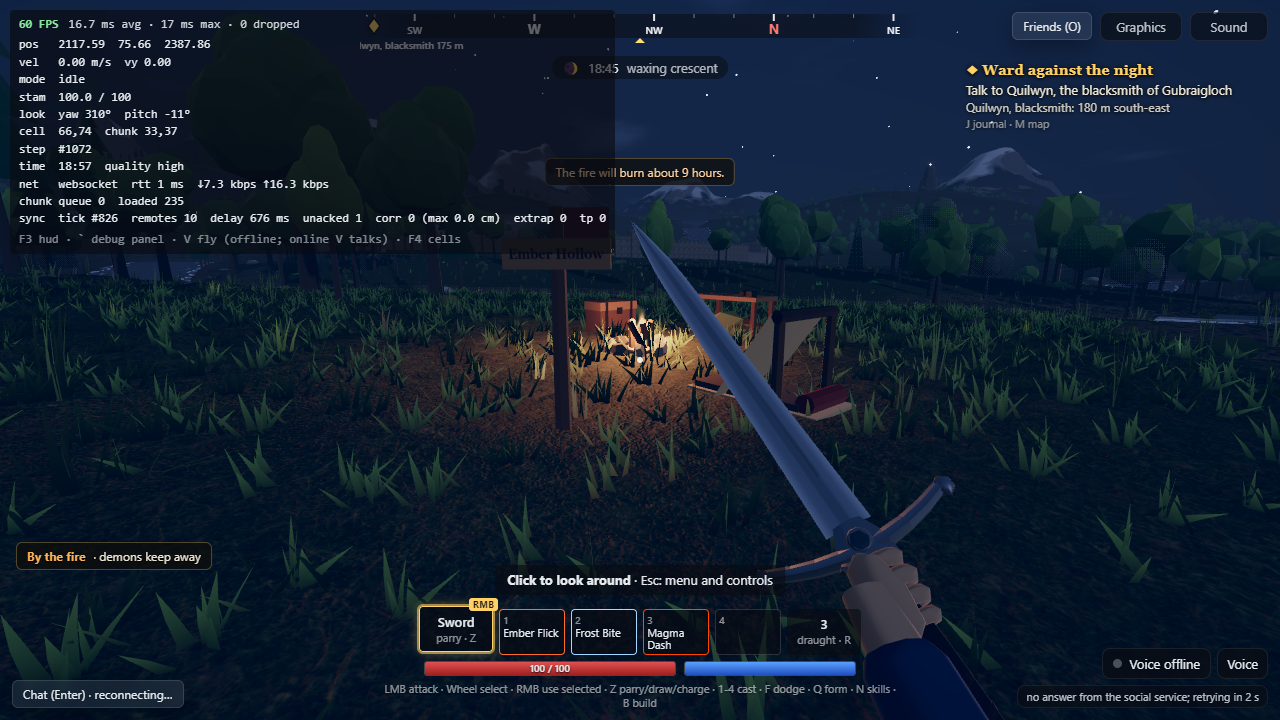 60 FPS 16.7 ms avg · 17 ms max · 0 dropped
pos 2117.59 75.66 2387.86
vel 0.00 m/s vy 0.00
mode idle
stam 100.0 / 100
look yaw 310° pitch -11°
cell 66,74 chunk 33,37
step #1072
time 18:57 quality high
net websocket rtt 1 ms ↓7.3 kbps ↑16.3 kbps
chunk queue 0 loaded 235
sync tick #826 remotes 10 delay 676 ms unacked 1 corr 0 (max 0.0 cm) extrap 0 tp 0
F3 hud · ` debug panel · V fly (offline; online V talks) · F4 cells
SW W NW N NE
lwyn, blacksmith 175 m
18:45 waxing crescent
Friends (O)
Graphics
Sound
Ward against the night
Talk to Quilwyn, the blacksmith of Gubraigloch
Quilwyn, blacksmith: 180 m south-east
J journal · M map
The fire will burn about 9 hours.
Ember Hollow
By the fire · demons keep away
Click to look around · Esc: menu and controls
RMB
Sword
parry · Z
1
Ember Flick
2
Frost Bite
3
Magma
Dash
4
3
draught · R
100 / 100
LMB attack · Wheel select · RMB use selected · Z parry/draw/charge · 1-4 cast · F dodge · Q form · N skills ·
B build
Chat (Enter) · reconnecting...
Voice offline
Voice
no answer from the social service; retrying in 2 s